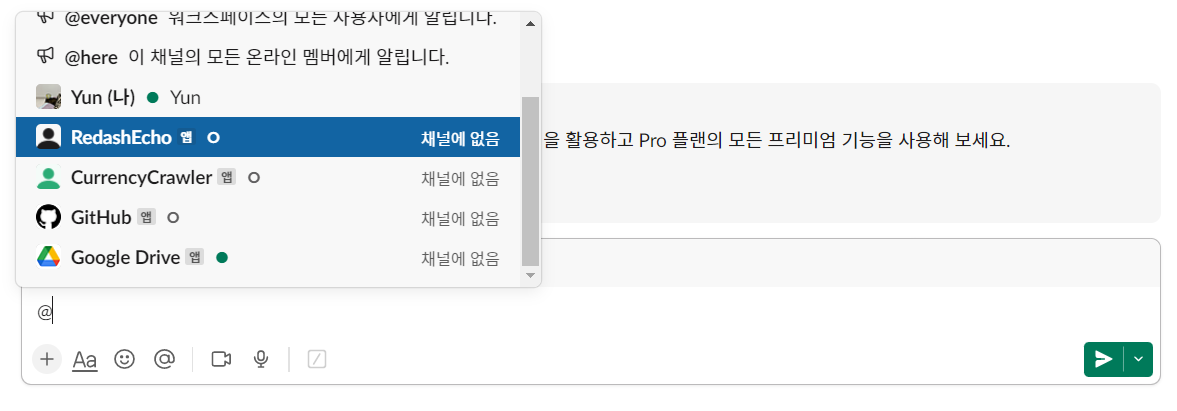 @everyone 워크스페이스의 모든 사용자에게 알립니다.
@here 이 채널의 모든 온라인 멤버에게 알립니다.
Yun (나) Yun
RedashEcho 앱 채널에 없음
을 활용하고 Pro 플랜의 모든 프리미엄 기능을 사용해 보세요.
CurrencyCrawler 앱 채널에 없음
GitHub 앱 채널에 없음
Google Drive 앱 채널에 없음
@
Aa